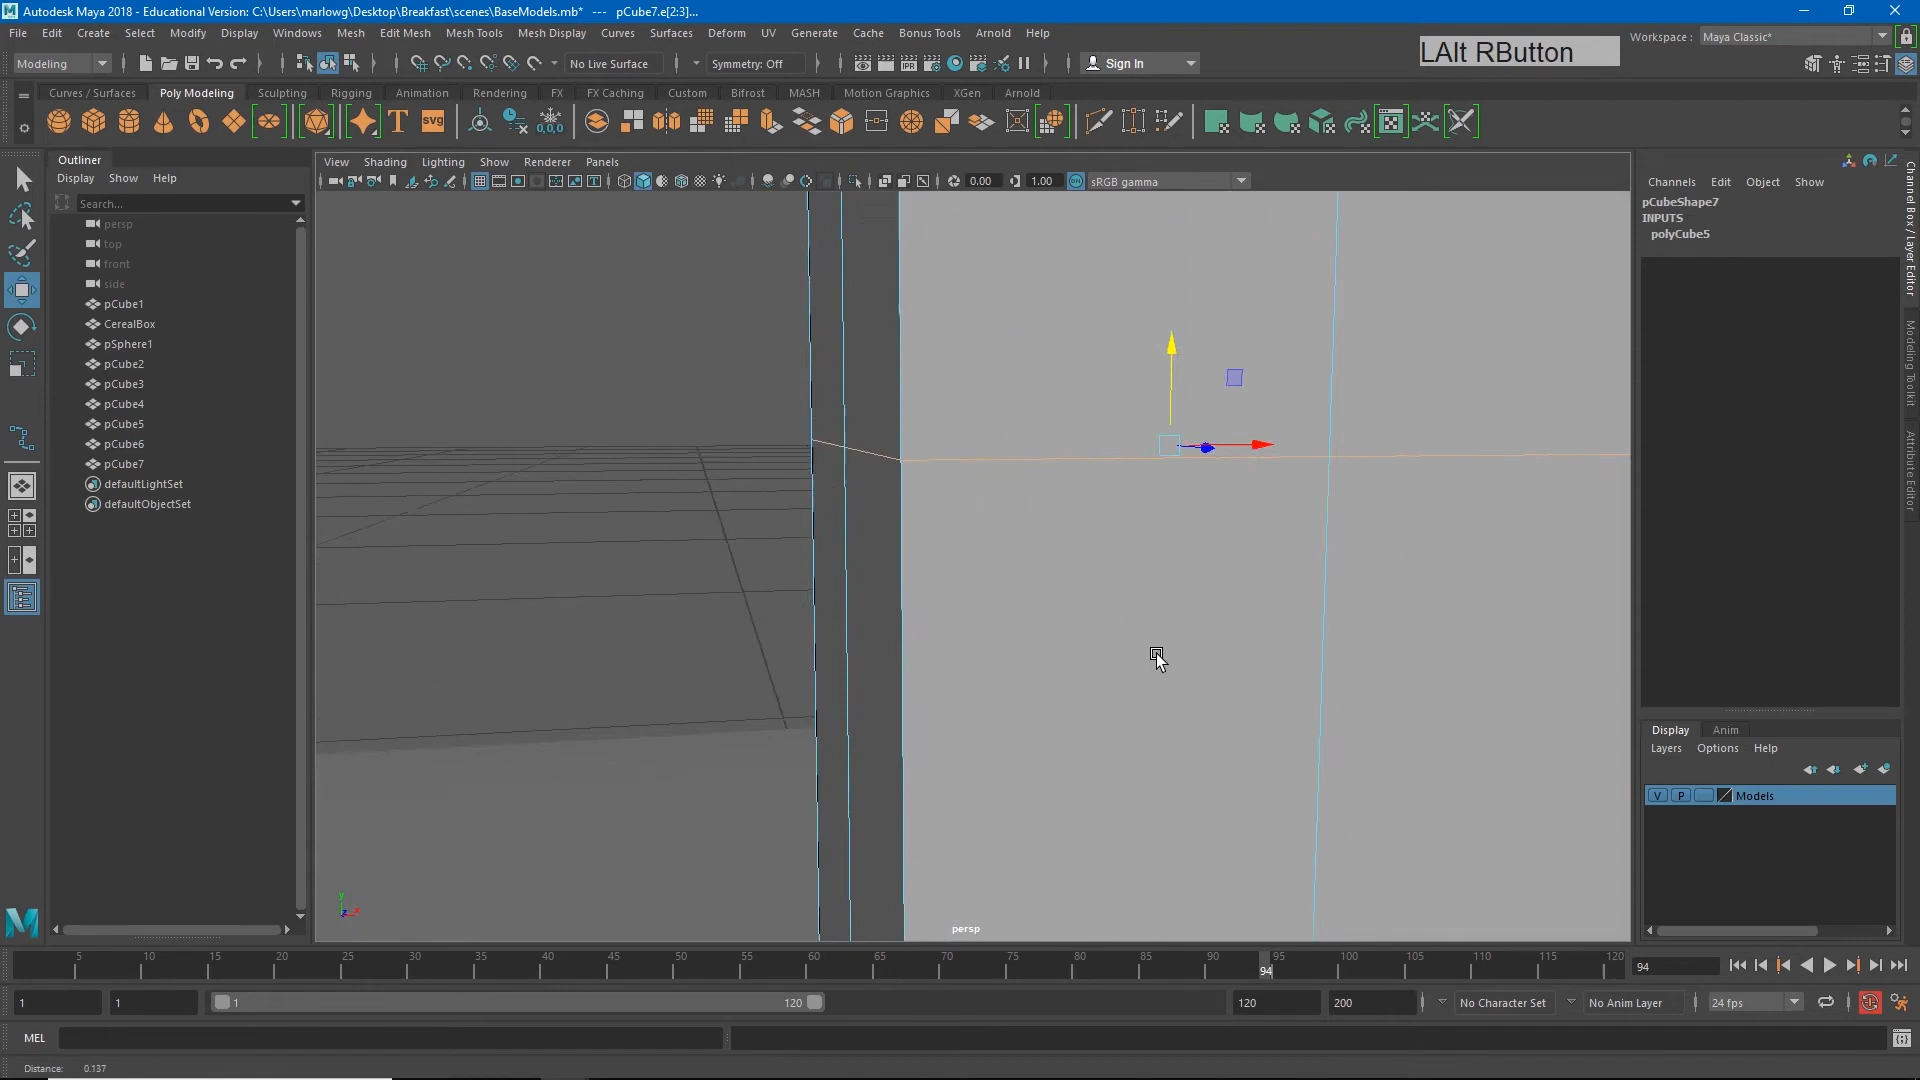 Autodesk Maya 2018 - Educational Version: C:\Users\marlowg\Desktop\Breakfast\scenes\BaseModels.mb* --- pCube7.e[2:3]...
File Edit Create Select Modify Display Windows Mesh Edit Mesh Mesh Tools Mesh Display Curves Surfaces Deform UV Generate Cache Bonus Tools Arnold Help
LAlt RButton
Workspace : Maya Classic*
Modeling No Live Surface Symmetry: Off Sign In
Curves / Surfaces Poly Modeling Sculpting Rigging Animation Rendering FX FX Caching Custom Bifrost MASH Motion Graphics XGen Arnold
Outliner
Display Show Help
Search...
persp
top
front
side
pCube1
CerealBox
pSphere1
pCube2
pCube3
pCube4
pCube5
pCube6
pCube7
defaultLightSet
defaultObjectSet
View Shading Lighting Show Renderer Panels
0.00 1.00 sRGB gamma
persp
Channels Edit Object Show
pCubeShape7
INPUTS
polyCube5
Channel Box / Layer Editor
Modeling Toolkit
Attribute Editor
Display Anim
Layers Options Help
V P Models
5 10 15 20 25 30 35 40 45 50 55 60 65 70 75 80 85 90 95 100 105 110 115 120
94
94
1 1 1 120 120 200 No Character Set No Anim Layer 24 fps
MEL
Distance: 0.137